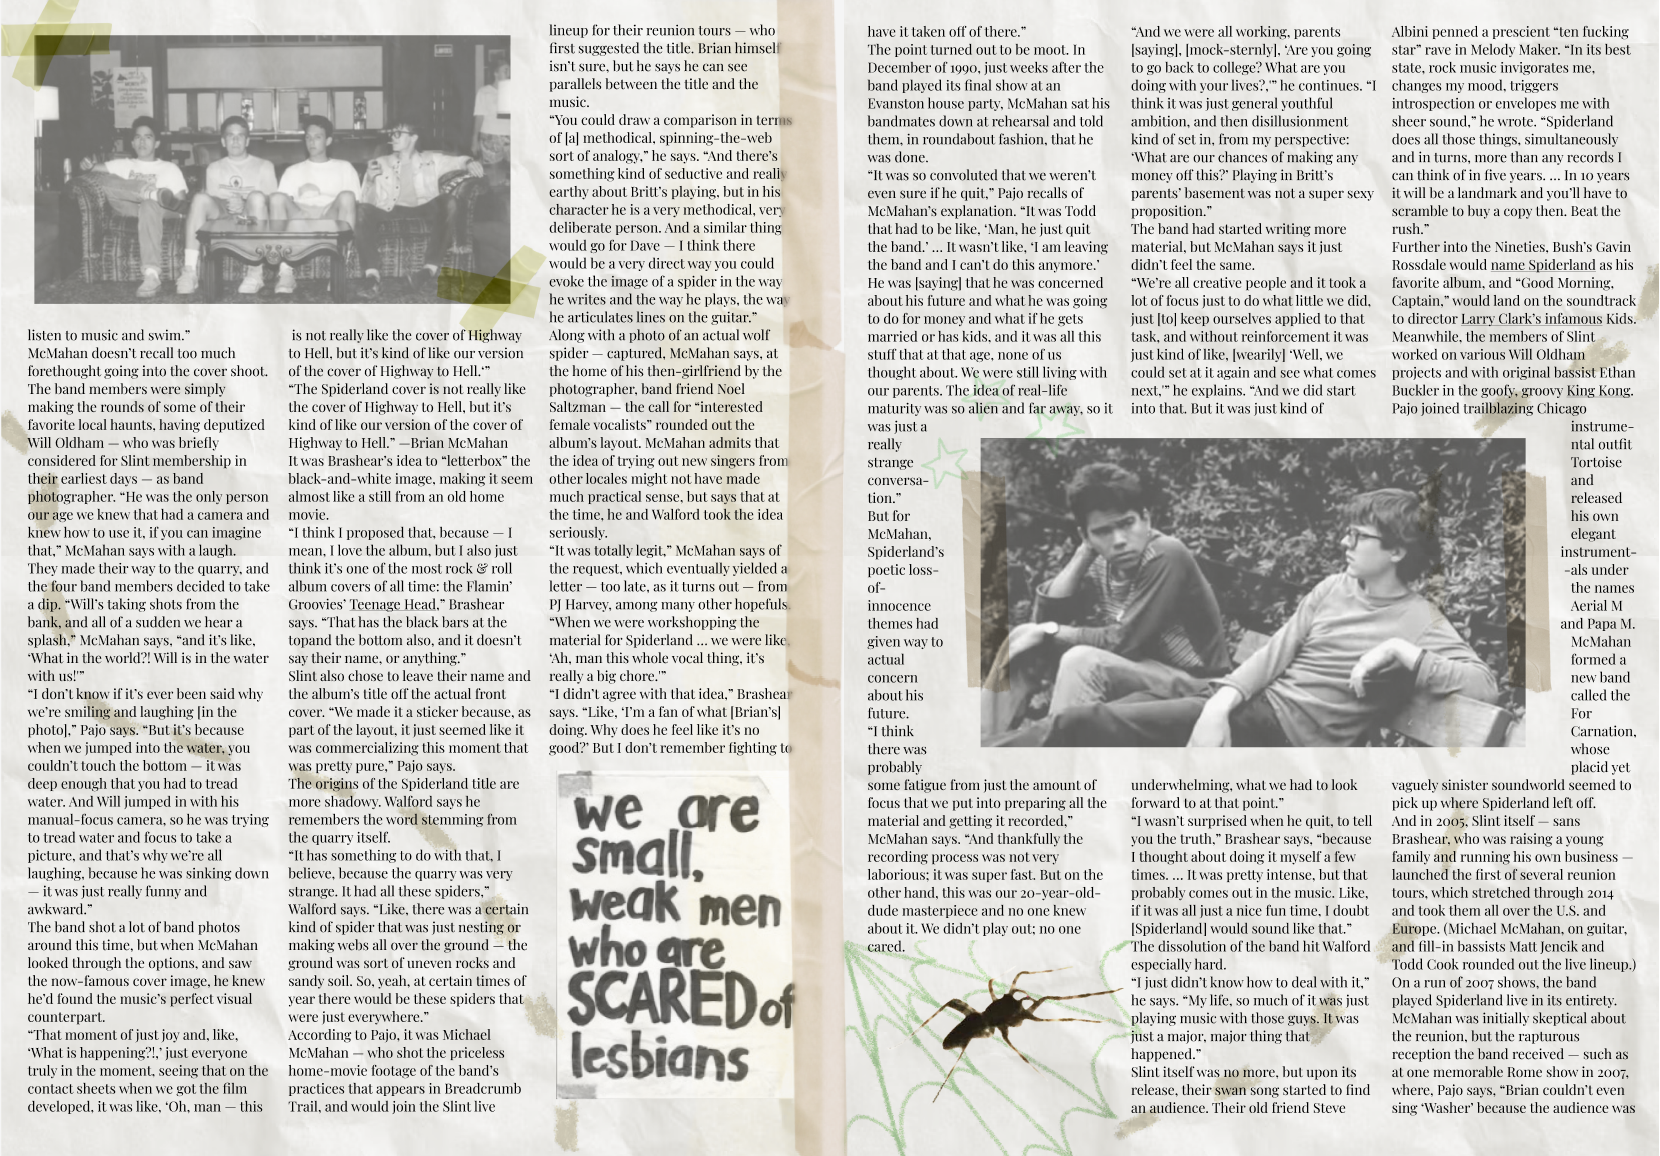 listen to music and swim.”
McMahan doesn’t recall too much
forethought going into the cover shoot.
The band members were simply
making the rounds of some of their
favorite local haunts, having deputized
Will Oldham — who was briefly
considered for Slint membership in
their earliest days — as band
photographer. “He was the only person
our age we knew that had a camera and
knew how to use it, if you can imagine
that,” McMahan says with a laugh.
They made their way to the quarry, and
the four band members decided to take
a dip. “Will’s taking shots from the
bank, and all of a sudden we hear a
splash,” McMahan says, “and it’s like,
‘What in the world?! Will is in the water
with us!'”
“I don’t know if it’s ever been said why
we’re smiling and laughing [in the
photo],” Pajo says. “But it’s because
when we jumped into the water, you
couldn’t touch the bottom — it was
deep enough that you had to tread
water. And Will jumped in with his
manual-focus camera, so he was trying
to tread water and focus to take a
picture, and that’s why we’re all
laughing, because he was sinking down
— it was just really funny and
awkward.”
The band shot a lot of band photos
around this time, but when McMahan
looked through the options, and saw
the now-famous cover image, he knew
he’d found the music’s perfect visual
counterpart.
“That moment of just joy and, like,
‘What is happening?!,’ just everyone
truly in the moment, seeing that on the
contact sheets when we got the film
developed, it was like, ‘Oh, man — this
is not really like the cover of Highway
to Hell, but it’s kind of like our version
of the cover of Highway to Hell.‘”
“The Spiderland cover is not really like
the cover of Highway to Hell, but it’s
kind of like our version of the cover of
Highway to Hell.” —Brian McMahan
It was Brashear’s idea to “letterbox” the
black-and-white image, making it seem
almost like a still from an old home
movie.
“I think I proposed that, because — I
mean, I love the album, but I also just
think it’s one of the most rock & roll
album covers of all time: the Flamin’
Groovies’ Teenage Head,” Brashear
says. “That has the black bars at the
topand the bottom also, and it doesn’t
say their name, or anything.”
Slint also chose to leave their name and
the album’s title off the actual front
cover. “We made it a sticker because, as
part of the layout, it just seemed like it
was commercializing this moment that
was pretty pure,” Pajo says.
The origins of the Spiderland title are
more shadowy. Walford says he
remembers the word stemming from
the quarry itself.
“It has something to do with that, I
believe, because the quarry was very
strange. It had all these spiders,”
Walford says. “Like, there was a certain
kind of spider that was just nesting or
making webs all over the ground — the
ground was sort of uneven rocks and
sandy soil. So, yeah, at certain times of
year there would be these spiders that
were just everywhere.”
According to Pajo, it was Michael
McMahan — who shot the priceless
home-movie footage of the band’s
practices that appears in Breadcrumb
Trail, and would join the Slint live
lineup for their reunion tours — who
first suggested the title. Brian himself
isn’t sure, but he says he can see
parallels between the title and the
music.
“You could draw a comparison in terms
of [a] methodical, spinning-the-web
sort of analogy,” he says. “And there’s
something kind of seductive and really
earthy about Britt’s playing, but in his
character he is a very methodical, very
deliberate person. And a similar thing
would go for Dave — I think there
would be a very direct way you could
evoke the image of a spider in the way
he writes and the way he plays, the way
he articulates lines on the guitar.”
Along with a photo of an actual wolf
spider — captured, McMahan says, at
the home of his then-girlfriend by the
photographer, band friend Noel
Saltzman — the call for “interested
female vocalists” rounded out the
album’s layout. McMahan admits that
the idea of trying out new singers from
other locales might not have made
much practical sense, but says that at
the time, he and Walford took the idea
seriously.
“It was totally legit,” McMahan says of
the request, which eventually yielded a
letter — too late, as it turns out — from
PJ Harvey, among many other hopefuls.
“When we were workshopping the
material for Spiderland … we were like,
‘Ah, man this whole vocal thing, it’s
really a big chore.'”
“I didn’t agree with that idea,” Brashear
says. “Like, ‘I’m a fan of what [Brian’s]
doing. Why does he feel like it’s no
good?’ But I don’t remember fighting to
we are
small,
weak men
who are
SCARED of
lesbians
have it taken off of there.”
The point turned out to be moot. In
December of 1990, just weeks after the
band played its final show at an
Evanston house party, McMahan sat his
bandmates down at rehearsal and told
them, in roundabout fashion, that he
was done.
“It was so convoluted that we weren’t
even sure if he quit,” Pajo recalls of
McMahan’s explanation. “It was Todd
that had to be like, ‘Man, he just quit
the band.’ … It wasn’t like, ‘I am leaving
the band and I can’t do this anymore.’
He was [saying] that he was concerned
about his future and what he was going
to do for money and what if he gets
married or has kids, and it was all this
stuff that at that age, none of us
thought about. We were still living with
our parents. The idea of real-life
maturity was so alien and far away, so it
was just a
really
strange
conversa-
tion.”
But for
McMahan,
Spiderland’s
poetic loss-
of-
innocence
themes had
given way to
actual
concern
about his
future.
“I think
there was
probably
some fatigue from just the amount of
focus that we put into preparing all the
material and getting it recorded,”
McMahan says. “And thankfully the
recording process was not very
laborious; it was super fast. But on the
other hand, this was our 20-year-old-
dude masterpiece and no one knew
about it. We didn’t play out; no one
cared.
“And we were all working, parents
[saying], [mock-sternly], ‘Are you going
to go back to college? What are you
doing with your lives?,'” he continues. “I
think it was just general youthful
ambition, and then disillusionment
kind of set in, from my perspective:
‘What are our chances of making any
money off this?’ Playing in Britt’s
parents’ basement was not a super sexy
proposition.”
The band had started writing more
material, but McMahan says it just
didn’t feel the same.
“We’re all creative people and it took a
lot of focus just to do what little we did,
just [to] keep ourselves applied to that
task, and without reinforcement it was
just kind of like, [wearily] ‘Well, we
could set at it again and see what comes
next,'” he explains. “And we did start
into that. But it was just kind of
underwhelming, what we had to look
forward to at that point.”
“I wasn’t surprised when he quit, to tell
you the truth,” Brashear says, “because
I thought about doing it myself a few
times. … It was pretty intense, but that
probably comes out in the music. Like,
if it was all just a nice fun time, I doubt
[Spiderland] would sound like that.”
The dissolution of the band hit Walford
especially hard.
“I just didn’t know how to deal with it,”
he says. “My life, so much of it was just
playing music with those guys. It was
just a major, major thing that
happened.”
Slint itself was no more, but upon its
release, their swan song started to find
an audience. Their old friend Steve
Albini penned a prescient “ten fucking
star” rave in Melody Maker. “In its best
state, rock music invigorates me,
changes my mood, triggers
introspection or envelopes me with
sheer sound,” he wrote. “Spiderland
does all those things, simultaneously
and in turns, more than any records I
can think of in five years. … In 10 years
it will be a landmark and you’ll have to
scramble to buy a copy then. Beat the
rush.”
Further into the Nineties, Bush’s Gavin
Rossdale would name Spiderland as his
favorite album, and “Good Morning,
Captain,” would land on the soundtrack
to director Larry Clark’s infamous Kids.
Meanwhile, the members of Slint
worked on various Will Oldham
projects and with original bassist Ethan
Buckler in the goofy, groovy King Kong.
Pajo joined trailblazing Chicago
instrume-
ntal outfit
Tortoise
and
released
his own
elegant
instrument-
-als under
the names
Aerial M
and Papa M.
McMahan
formed a
new band
called the
For
Carnation,
whose
placid yet
vaguely sinister soundworld seemed to
pick up where Spiderland left off.
And in 2005, Slint itself — sans
Brashear, who was raising a young
family and running his own business —
launched the first of several reunion
tours, which stretched through 2014
and took them all over the U.S. and
Europe. (Michael McMahan, on guitar,
and fill-in bassists Matt Jencik and
Todd Cook rounded out the live lineup.)
On a run of 2007 shows, the band
played Spiderland live in its entirety.
McMahan was initially skeptical about
the reunion, but the rapturous
reception the band received — such as
at one memorable Rome show in 2007,
where, Pajo says, “Brian couldn’t even
sing ‘Washer’ because the audience was